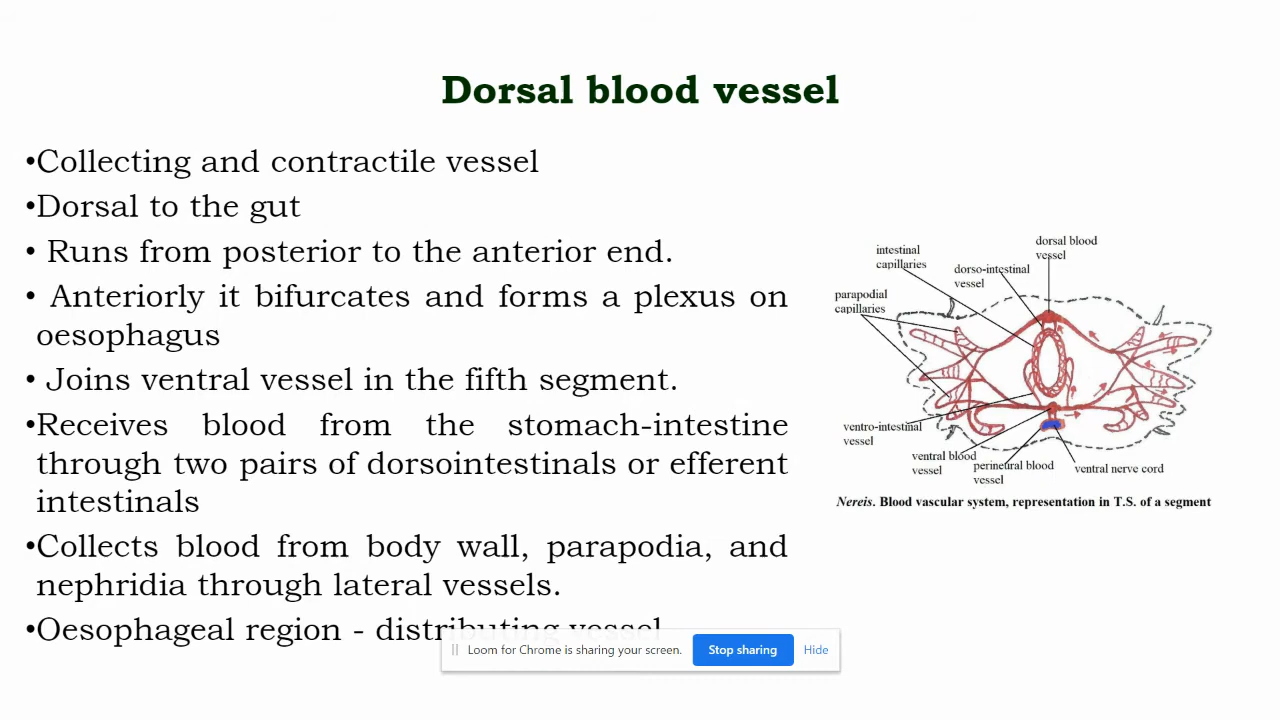 Dorsal blood vessel
•Collecting and contractile vessel
•Dorsal to the gut
• Runs from posterior to the anterior end.
• Anteriorly it bifurcates and forms a plexus on
oesophagus
• Joins ventral vessel in the fifth segment.
•Receives blood from the stomach-intestine
through two pairs of dorsointestinals or efferent
intestinals
•Collects blood from body wall, parapodia, and
nephridia through lateral vessels.
•Oesophageal region - distributing vessel
dorsal blood
vessel
intestinal
capillaries
dorso-intestinal
vessel
parapodial
capillaries
ventro-intestinal
vessel
ventral blood
vessel
perineural blood
vessel
ventral nerve cord
Nereis. Blood vascular system, representation in T.S. of a segment
Loom for Chrome is sharing your screen.
Stop sharing
Hide